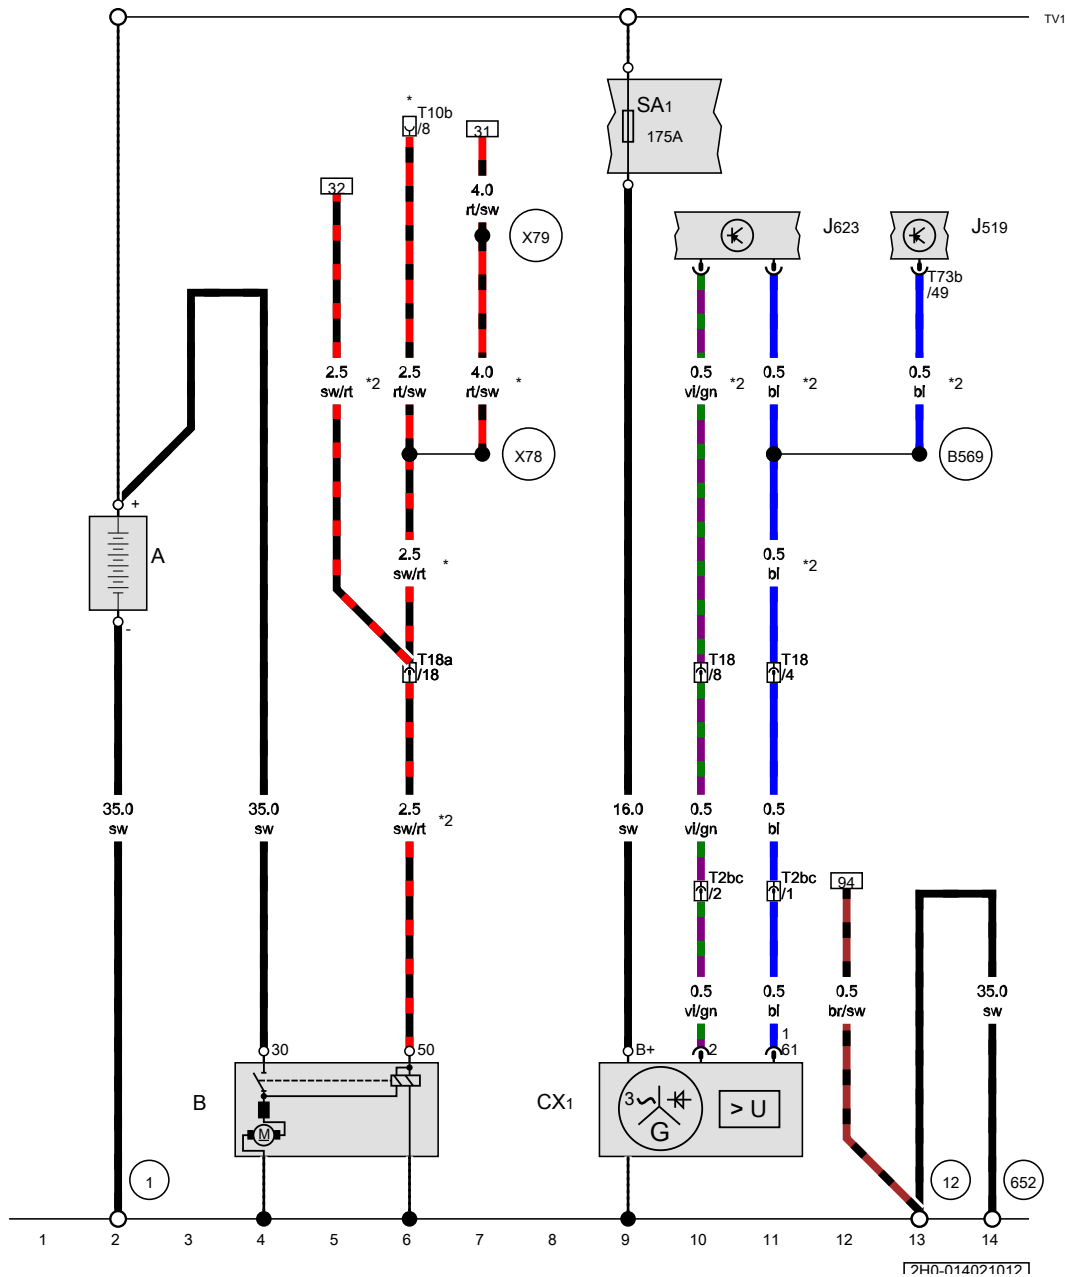 TV1
*
T10b
/8
31
SA1
175A
32
4.0
rt/sw
X79
J623
J519
T73b
/49
2.5
sw/rt
*2
2.5
rt/sw
4.0
rt/sw
*
0.5
vi/gn
*2
0.5
bl
*2
0.5
bl
*2
X78
B569
+
A
-
2.5
sw/rt
*
0.5
bl
*2
T18a
/18
T18
/8
T18
/4
35.0
sw
35.0
sw
2.5
sw/rt
*2
16.0
sw
0.5
vi/gn
0.5
bl
T2bc
/2
T2bc
/1
94
0.5
vi/gn
0.5
bl
0.5
br/sw
35.0
sw
30
50
B+
2
1
61
B
M
CX1
3
G
> U
1
12
652
1 2 3 4 5 6 7 8 9 10 11 12 13 14
2H0-014021012